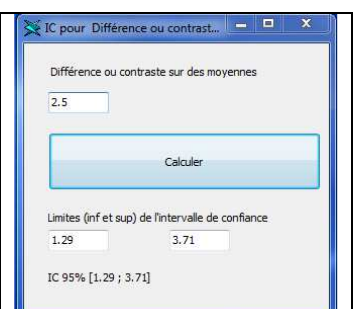 IC pour Différence ou contrast...
Différence ou contraste sur des moyennes
2.5
Calculer
Limites (inf et sup) de l'intervalle de confiance
1.29 3.71
IC 95% [1.29 ; 3.71]